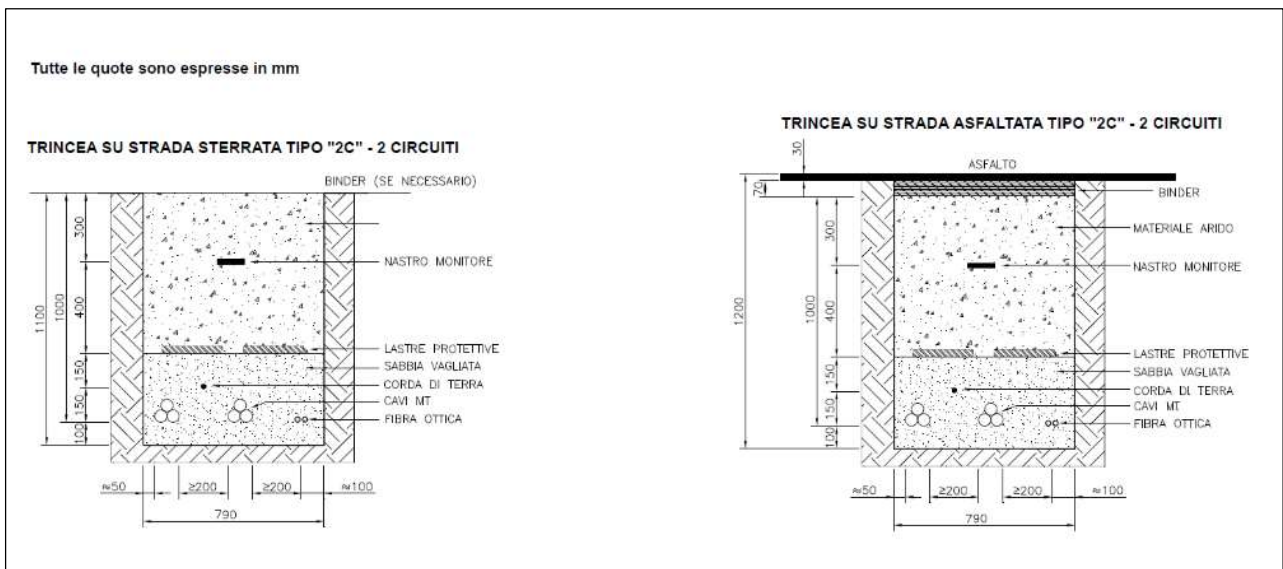 Tutte le quote sono espresse in mm
TRINCEA SU STRADA STERRATA TIPO "2C" - 2 CIRCUITI
BINDER (SE NECESSARIO)
300
NASTRO MONITORE
400
1000
1100
LASTRE PROTETTIVE
SABBIA VAGLIATA
150
CORDA DI TERRA
CAVI MT
150
FIBRA OTTICA
100
≈50
≥200
≥200
≈100
790
TRINCEA SU STRADA ASFALTATA TIPO "2C" - 2 CIRCUITI
30
ASFALTO
70
BINDER
300
MATERIALE ARIDO
NASTRO MONITORE
400
1000
1200
LASTRE PROTETTIVE
SABBIA VAGLIATA
150
CORDA DI TERRA
CAVI MT
150
FIBRA OTTICA
100
≈50
≥200
≥200
≈100
790